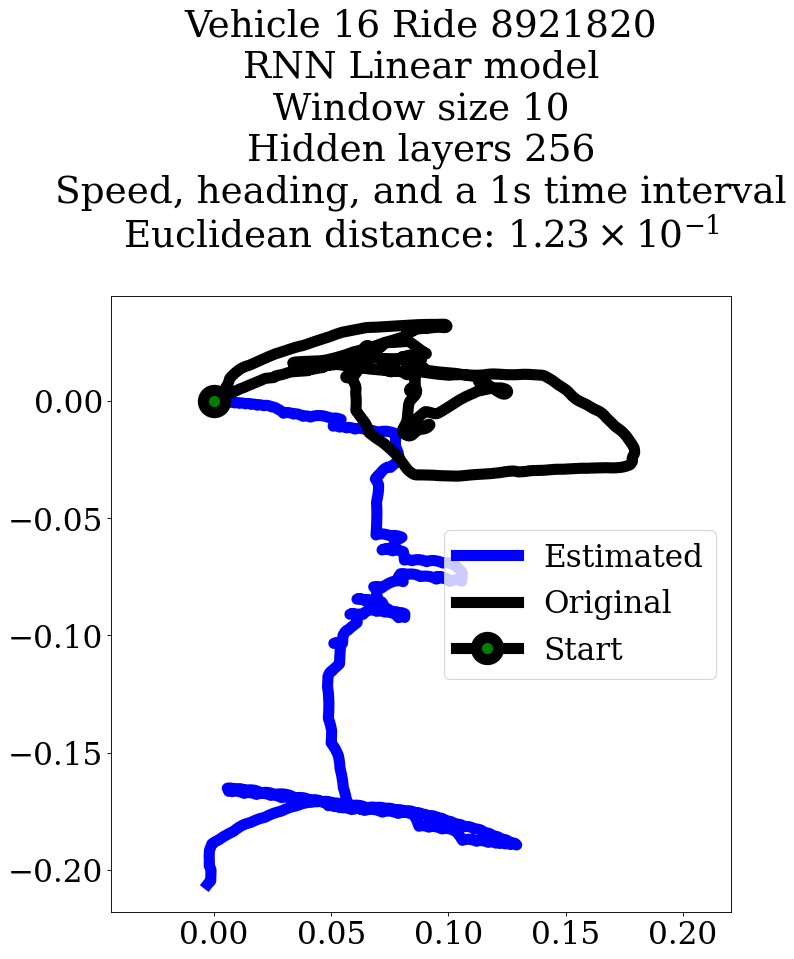 Vehicle 16 Ride 8921820
RNN Linear model
Window size 10
Hidden layers 256
Speed, heading, and a 1s time interval
Euclidean distance: 1.23 × 10⁻¹
0.00
−0.05
−0.10
−0.15
−0.20
Estimated
Original
Start
0.00 0.05 0.10 0.15 0.20